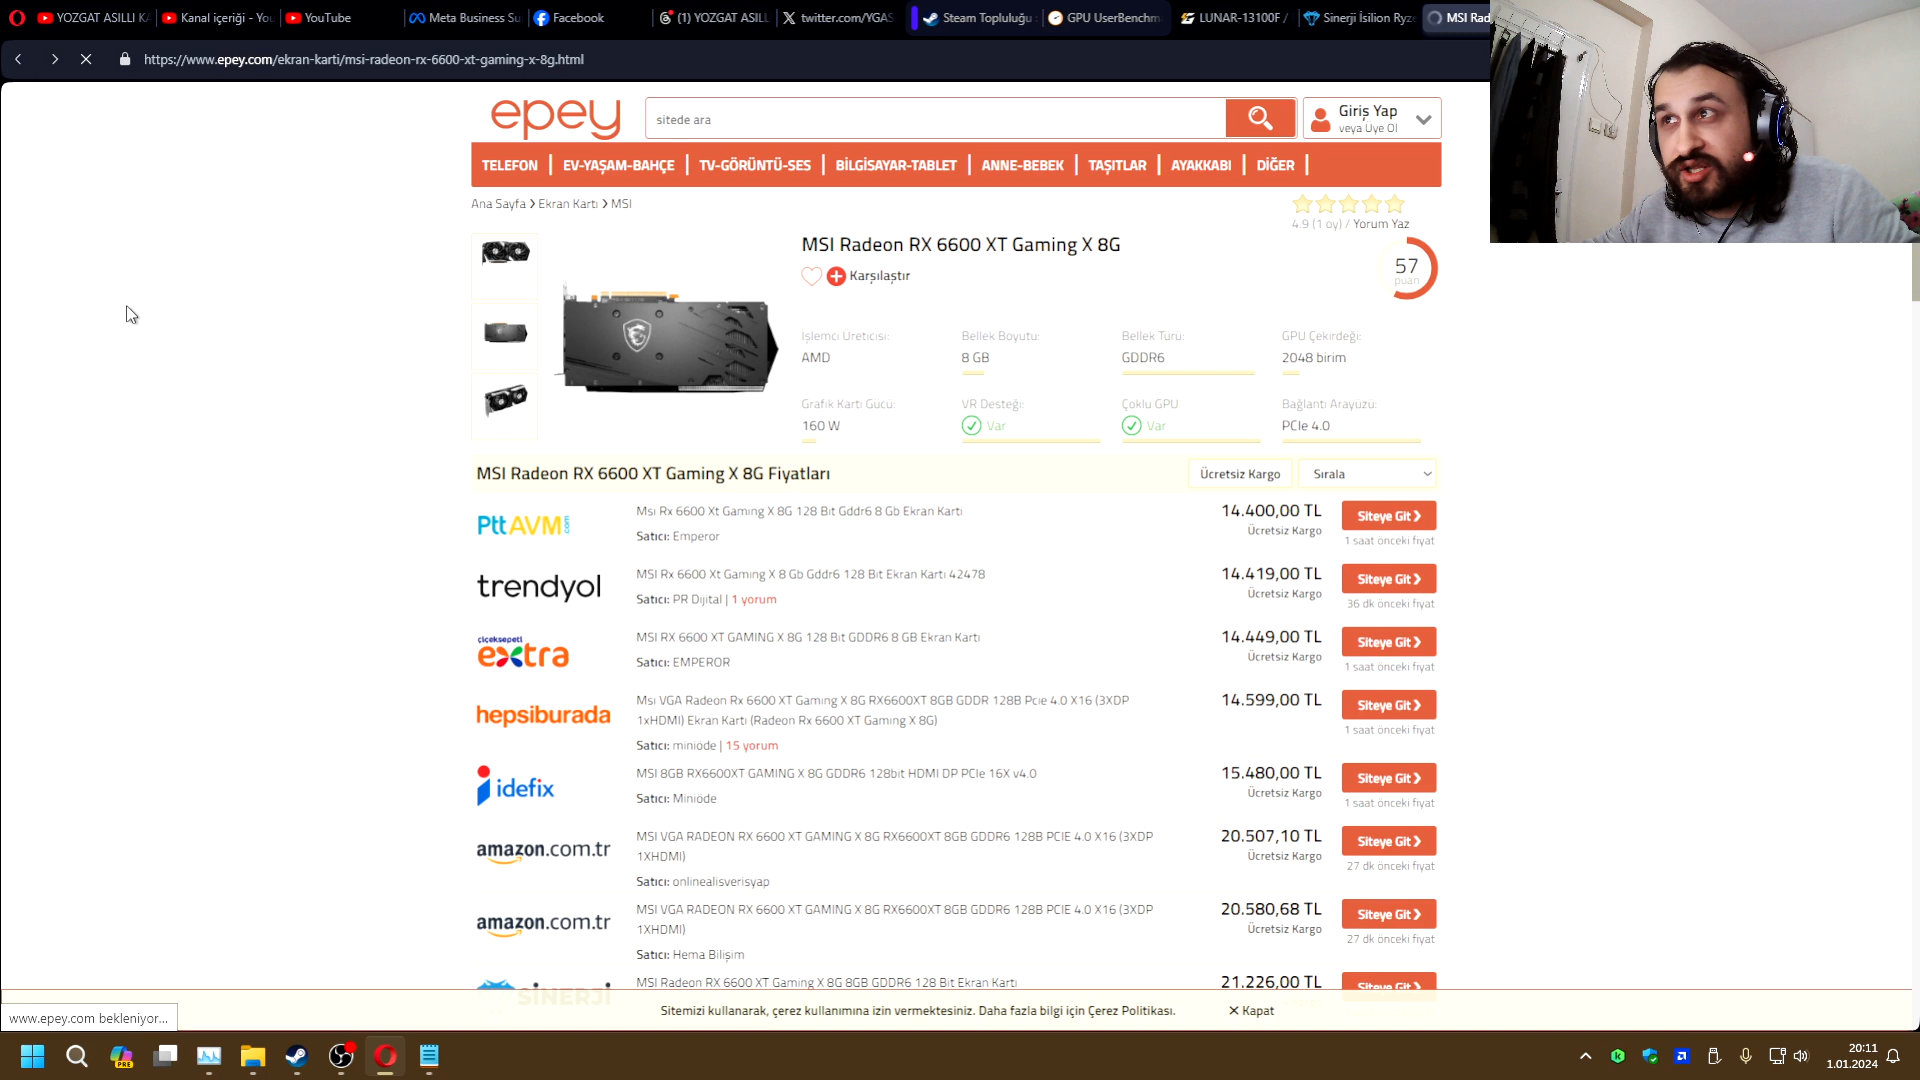 YOZGAT ASILLI KA
Kanal içeriği - You
YouTube
Meta Business Su
Facebook
(1) YOZGAT ASILL
twitter.com/YGAS
Steam Topluluğu
GPU UserBenchm
LUNAR-13100F /
Sinerji İsilion Ryze
MSI Rad
https://www.epey.com/ekran-karti/msi-radeon-rx-6600-xt-gaming-x-8g.html
epey
sitede ara
Giriş Yap
veya Üye Ol
TELEFON
EV-YAŞAM-BAHÇE
TV-GÖRÜNTÜ-SES
BİLGİSAYAR-TABLET
ANNE-BEBEK
TAŞITLAR
AYAKKABI
DİĞER
Ana Sayfa > Ekran Kartı > MSI
4.9 (1 oy) / Yorum Yaz
MSI Radeon RX 6600 XT Gaming X 8G
Karşılaştır
57
puan
İşlemci Üreticisi:
AMD
Bellek Boyutu:
8 GB
Bellek Türü:
GDDR6
GPU Çekirdeği:
2048 birim
Grafik Kartı Gücü:
160 W
VR Desteği:
Var
Çoklu GPU
Var
Bağlantı Arayüzü:
PCIe 4.0
MSI Radeon RX 6600 XT Gaming X 8G Fiyatları
Ücretsiz Kargo
Sırala
PttAVM.com
Msi Rx 6600 Xt Gaming X 8G 128 Bit Gddr6 8 Gb Ekran Kartı
Satıcı: Emperor
14.400,00 TL
Ücretsiz Kargo
Siteye Git
1 saat önceki fiyat
trendyol
MSI Rx 6600 Xt Gaming X 8 Gb Gddr6 128 Bit Ekran Kartı 42478
Satıcı: PR Dijital | 1 yorum
14.419,00 TL
Ücretsiz Kargo
Siteye Git
36 dk önceki fiyat
çiçeksepeti
extra
MSI RX 6600 XT GAMING X 8G 128 Bit GDDR6 8 GB Ekran Kartı
Satıcı: EMPEROR
14.449,00 TL
Ücretsiz Kargo
Siteye Git
1 saat önceki fiyat
hepsiburada
Msi VGA Radeon Rx 6600 XT Gaming X 8G RX6600XT 8GB GDDR 128B Pcie 4.0 X16 (3XDP
1xHDMI) Ekran Kartı (Radeon Rx 6600 XT Gaming X 8G)
Satıcı: miniode | 15 yorum
14.599,00 TL
Siteye Git
1 saat önceki fiyat
idefix
MSI 8GB RX6600XT GAMING X 8G GDDR6 128bit HDMI DP PCIe 16X v4.0
Satıcı: Miniode
15.480,00 TL
Ücretsiz Kargo
Siteye Git
1 saat önceki fiyat
amazon.com.tr
MSI VGA RADEON RX 6600 XT GAMING X 8G RX6600XT 8GB GDDR6 128B PCIE 4.0 X16 (3XDP
1XHDMI)
Satıcı: onlinealisverisyap
20.507,10 TL
Ücretsiz Kargo
Siteye Git
27 dk önceki fiyat
amazon.com.tr
MSI VGA RADEON RX 6600 XT GAMING X 8G RX6600XT 8GB GDDR6 128B PCIE 4.0 X16 (3XDP
1XHDMI)
Satıcı: Hema Bilişim
20.580,68 TL
Ücretsiz Kargo
Siteye Git
27 dk önceki fiyat
SİNERJİ
MSI Radeon RX 6600 XT Gaming X 8G 8GB GDDR6 128 Bit Ekran Kartı
21.226,00 TL
Siteye Git
Sitemizi kullanarak, çerez kullanımına izin vermektesiniz. Daha fazla bilgi için Çerez Politikası.
Kapat
www.epey.com bekleniyor...
PRE
20:11
1.01.2024